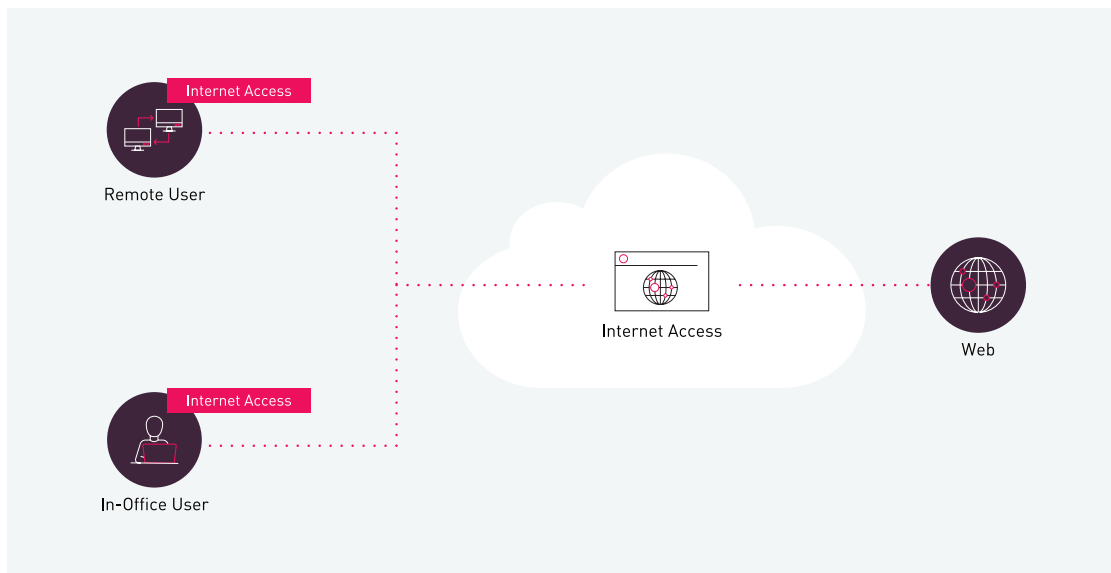 Internet Access
Remote User
Internet Access
Web
Internet Access
In-Office User